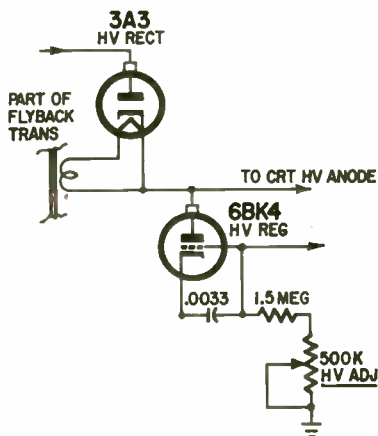 3A3
HV RECT
PART OF
FLYBACK
TRANS
TO CRT HV ANODE
6BK4
HV REG
.0033
1.5 MEG
500K
HV ADJ